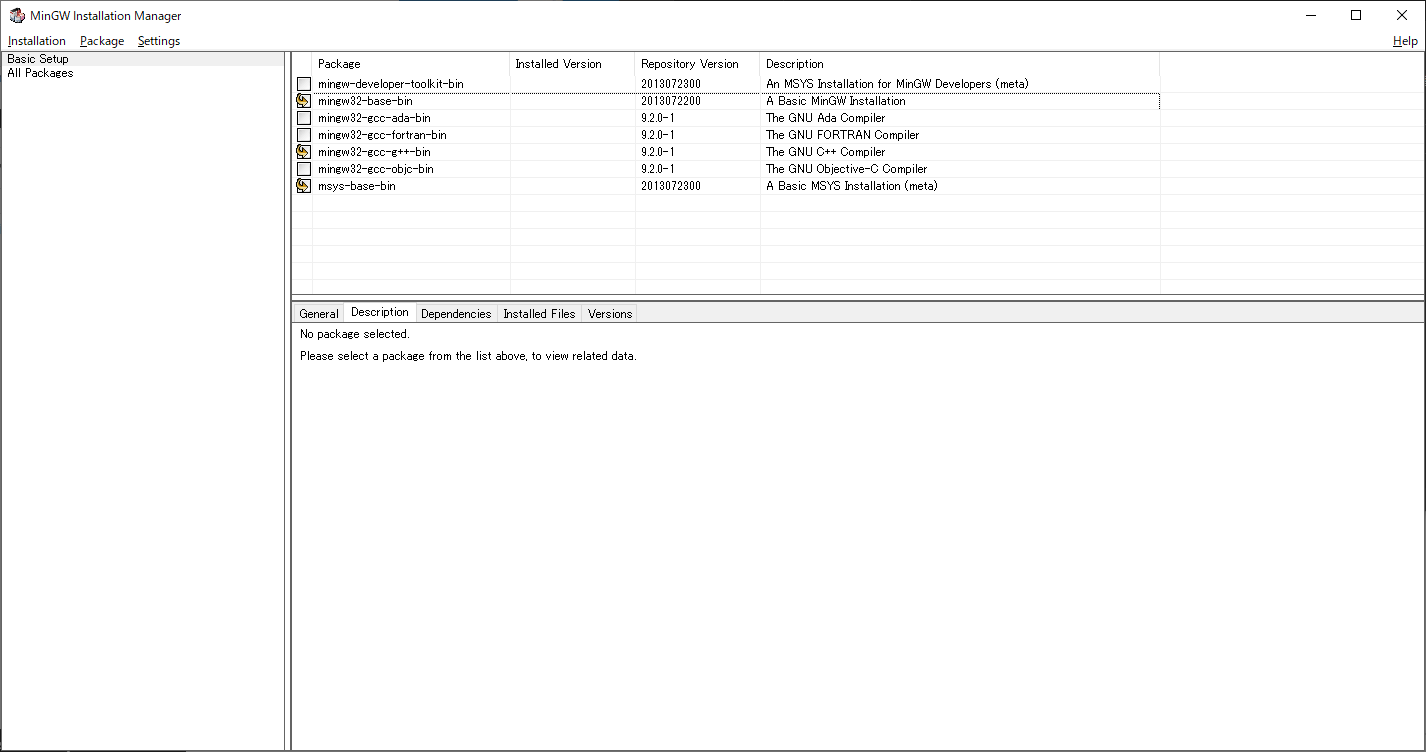 MinGW Installation Manager
Installation Package Settings Help
Basic Setup
All Packages
Package Installed Version Repository Version Description
mingw-developer-toolkit-bin 2013072300 An MSYS Installation for MinGW Developers (meta)
mingw32-base-bin 2013072200 A Basic MinGW Installation
mingw32-gcc-ada-bin 9.2.0-1 The GNU Ada Compiler
mingw32-gcc-fortran-bin 9.2.0-1 The GNU FORTRAN Compiler
mingw32-gcc-g++-bin 9.2.0-1 The GNU C++ Compiler
mingw32-gcc-objc-bin 9.2.0-1 The GNU Objective-C Compiler
msys-base-bin 2013072300 A Basic MSYS Installation (meta)
General Description Dependencies Installed Files Versions
No package selected.
Please select a package from the list above, to view related data.